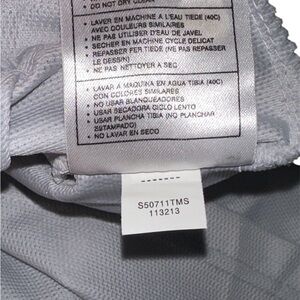 • DO NOT DRY CLEAN
• LAVER EN MACHINE A L'EAU TIEDE (40C)
AVEC COULEURS SIMILAIRES
• NE PAS UTILISER D'EAU DE JAVEL
• SECHER EN MACHINE CYCLE DELICAT
• REPASSER FER TIEDE (NE PAS REPASSER
LE DESSIN)
• NE PAS NETTOYER A SEC
• LAVAR A MAQUINA EN AGUA TIBIA (40C)
CON COLORES SIMILARES
• NO USAR BLANQUEADORES
• USAR SECADORA CICLO LENTO
• USAR PLANCHA TIBIA (NO PLANCHAR
ESTAMPADO)
• NO LAVAR EN SECO
S50711TMS
113213